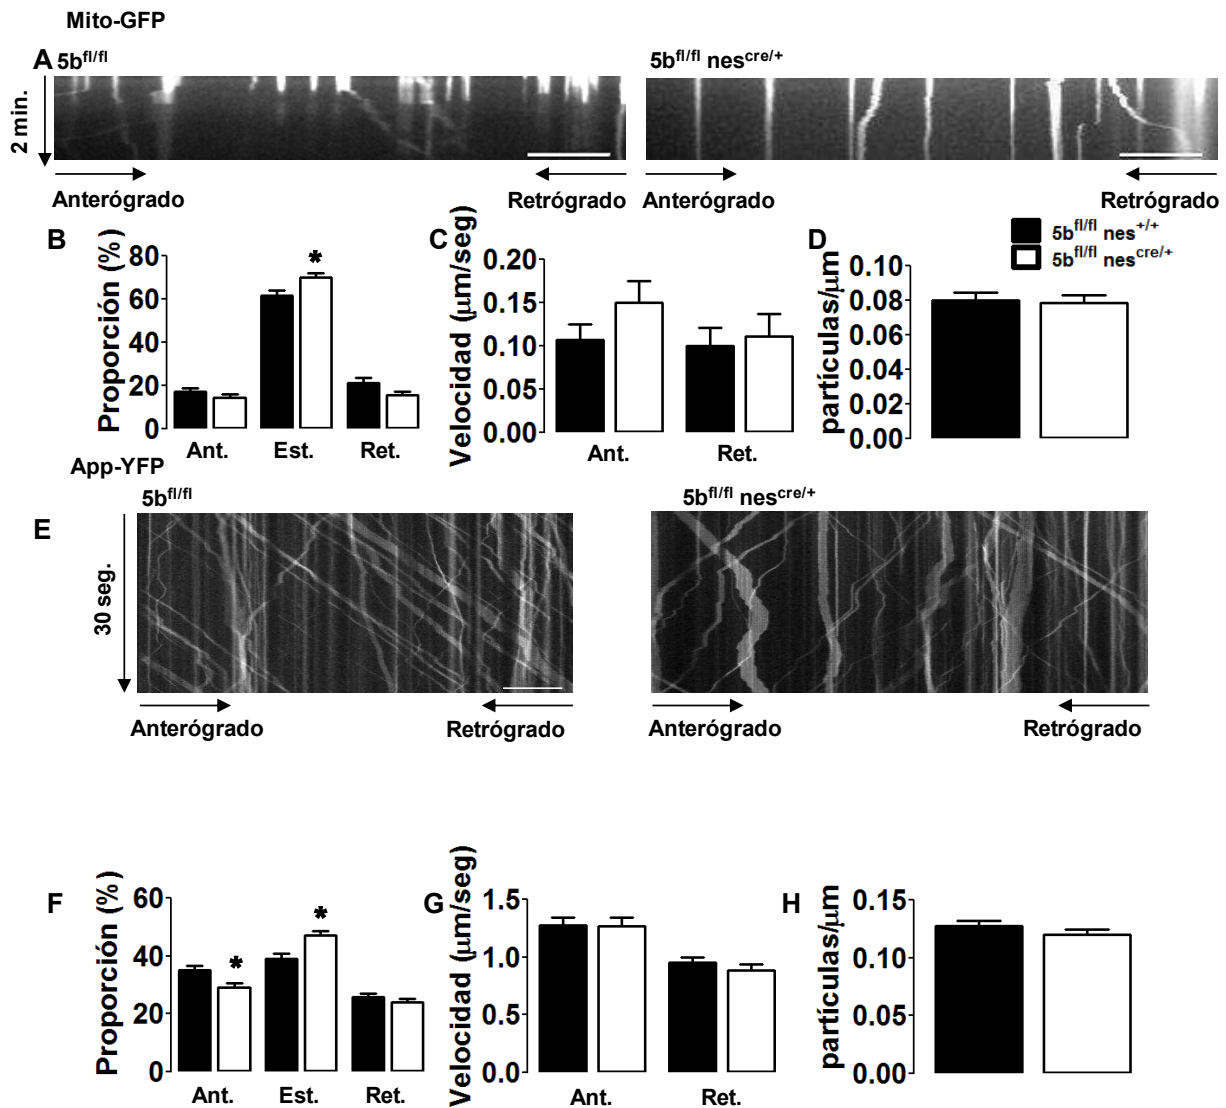 Mito-GFP
A
5b^fl/fl
5b^fl/fl nes^cre/+
2 min.
Anterógrado
Retrógrado
Anterógrado
Retrógrado
B
Proporción (%)
80
60
40
20
0
*
Ant.
Est.
Ret.
C
Velocidad (µm/seg)
0.20
0.15
0.10
0.05
0.00
Ant.
Ret.
D
5b^fl/fl nes^+/+
5b^fl/fl nes^cre/+
partículas/µm
0.10
0.08
0.06
0.04
0.02
0.00
App-YFP
E
5b^fl/fl
5b^fl/fl nes^cre/+
30 seg.
Anterógrado
Retrógrado
Anterógrado
Retrógrado
F
Proporción (%)
60
40
20
0
*
*
Ant.
Est.
Ret.
G
Velocidad (µm/seg)
1.5
1.0
0.5
0.0
Ant.
Ret.
H
partículas/µm
0.15
0.10
0.05
0.00